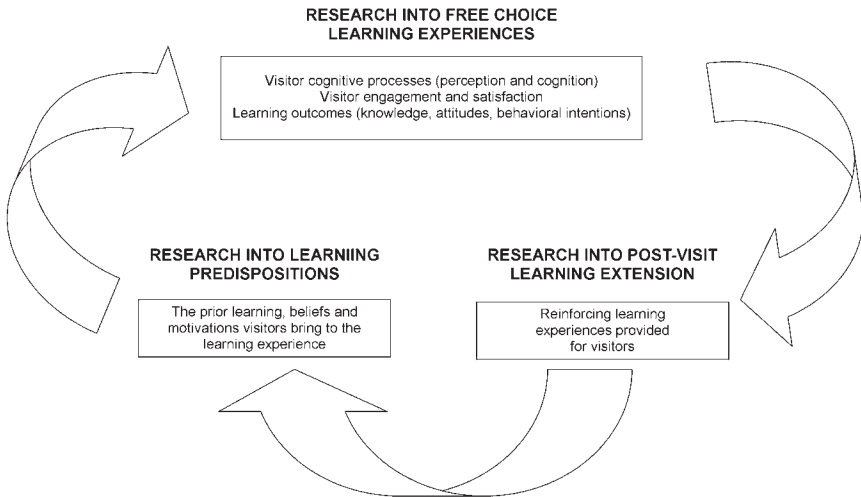 RESEARCH INTO FREE CHOICE
LEARNING EXPERIENCES
Visitor cognitive processes (perception and cognition)
Visitor engagement and satisfaction
Learning outcomes (knowledge, attitudes, behavioral intentions)
RESEARCH INTO LEARNIING
PREDISPOSITIONS
The prior learning, beliefs and
motivations visitors bring to the
learning experience
RESEARCH INTO POST-VISIT
LEARNING EXTENSION
Reinforcing learning
experiences provided
for visitors